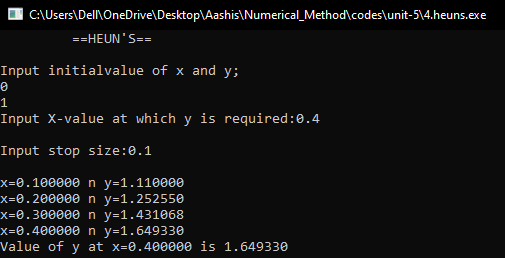 C:\Users\Dell\OneDrive\Desktop\Aashis\Numerical_Method\codes\unit-5\4.heuns.exe
==HEUN'S==
Input initialvalue of x and y;
0
1
Input X-value at which y is required:0.4
Input stop size:0.1
x=0.100000 n y=1.110000
x=0.200000 n y=1.252550
x=0.300000 n y=1.431068
x=0.400000 n y=1.649330
Value of y at x=0.400000 is 1.649330